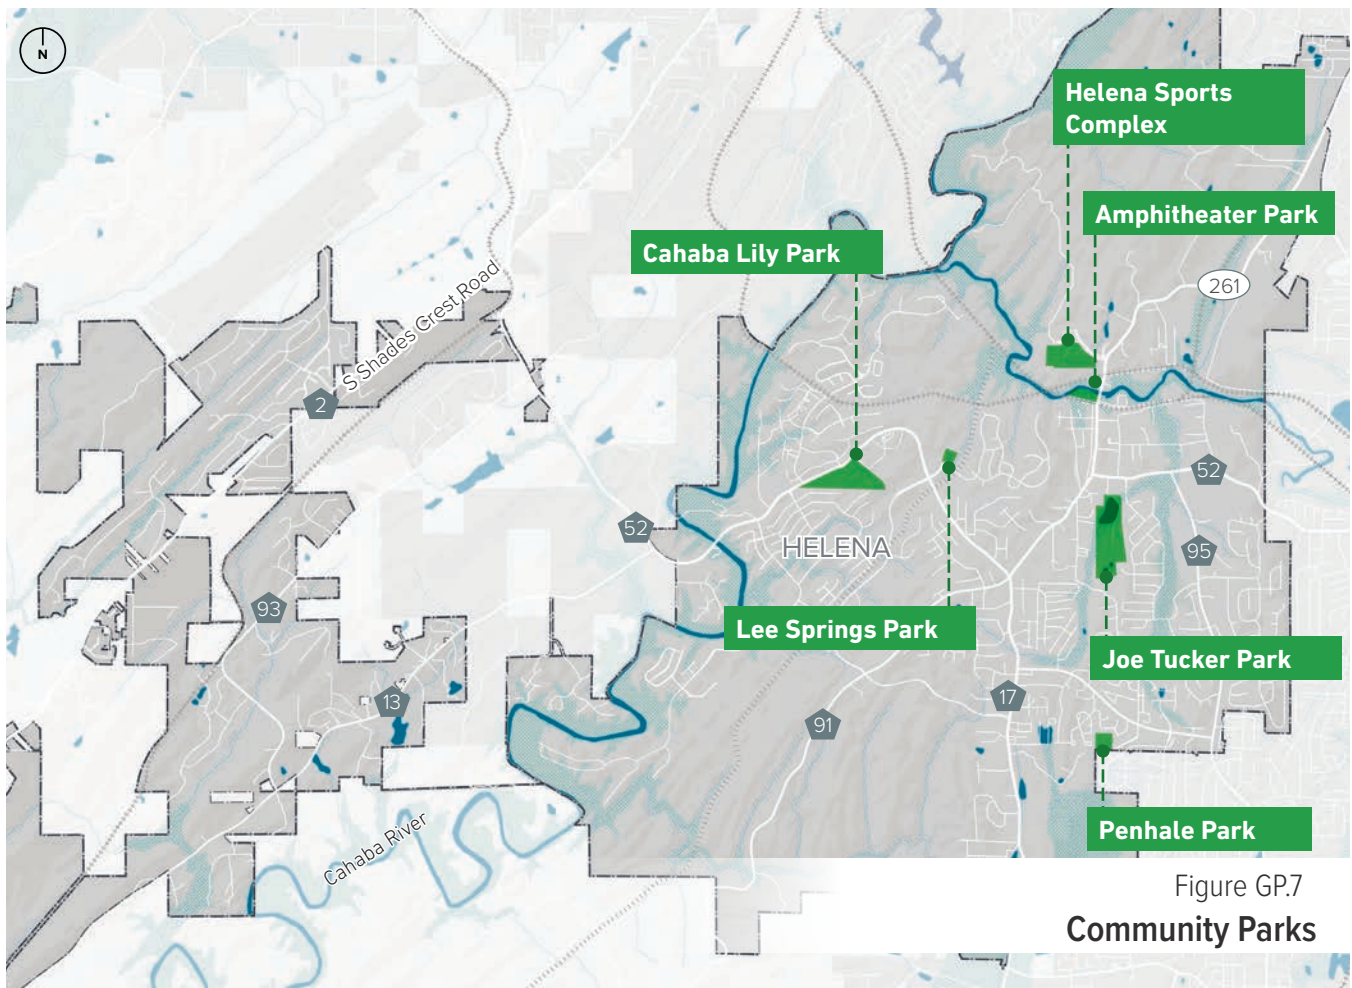 N
Helena Sports
Complex
Amphitheater Park
Cahaba Lily Park
261
S Shades Crest Road
2
52
52
HELENA
95
93
Lee Springs Park
Joe Tucker Park
13
17
91
Penhale Park
Cahaba River
Figure GP.7
Community Parks